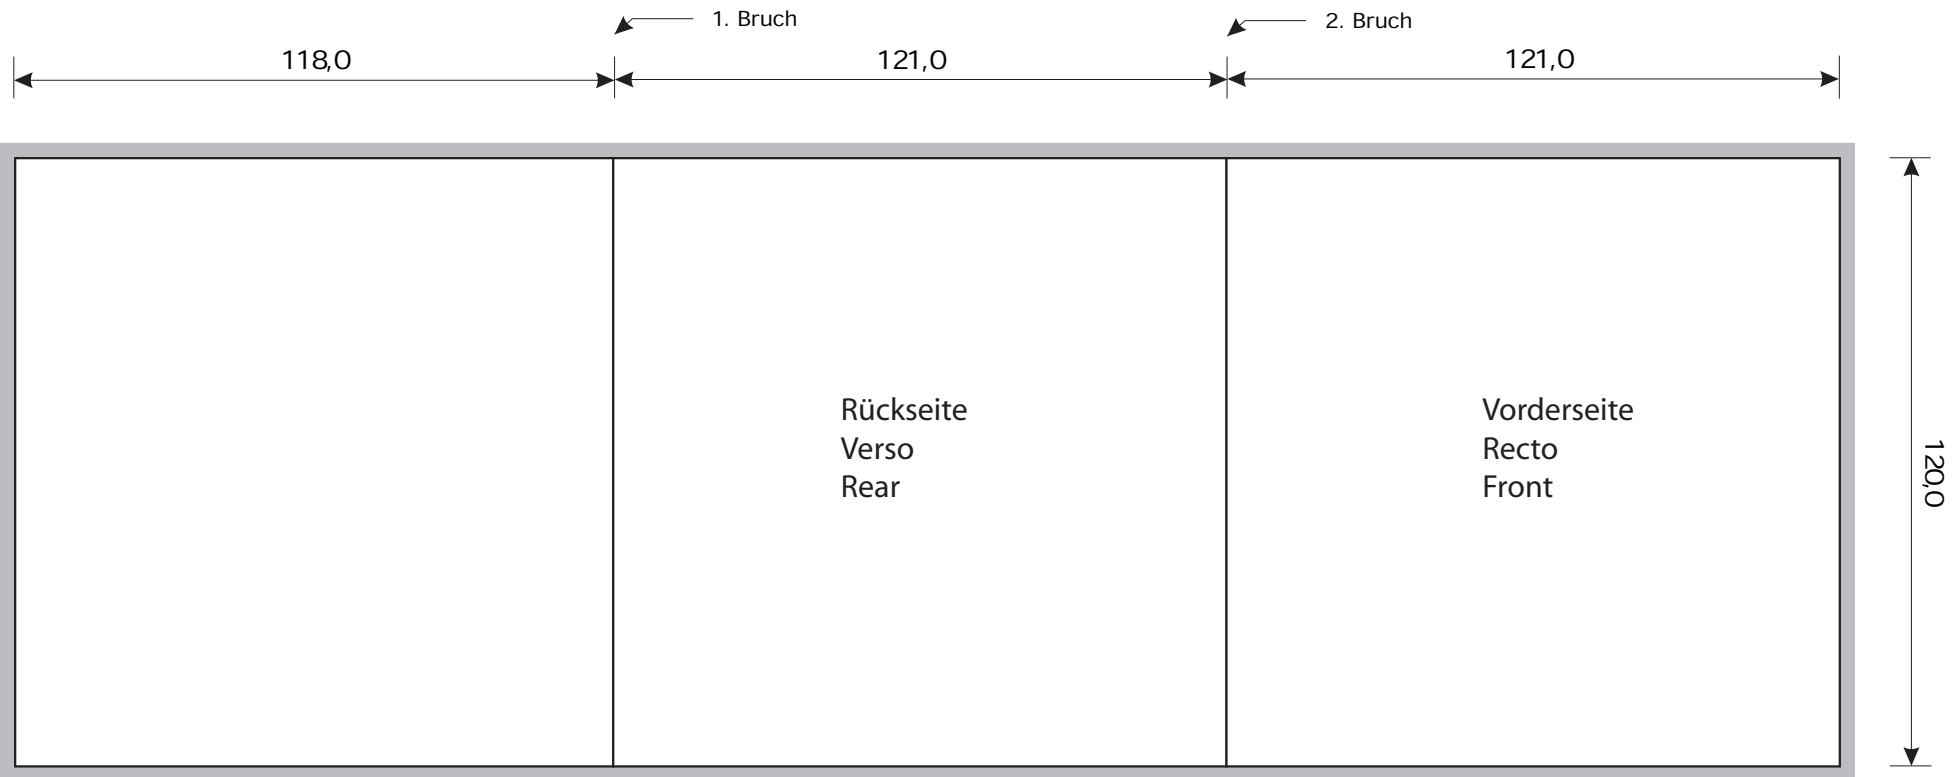 1. Bruch
2. Bruch
118,0
121,0
121,0
Rückseite
Verso
Rear
Vorderseite
Recto
Front
120,0